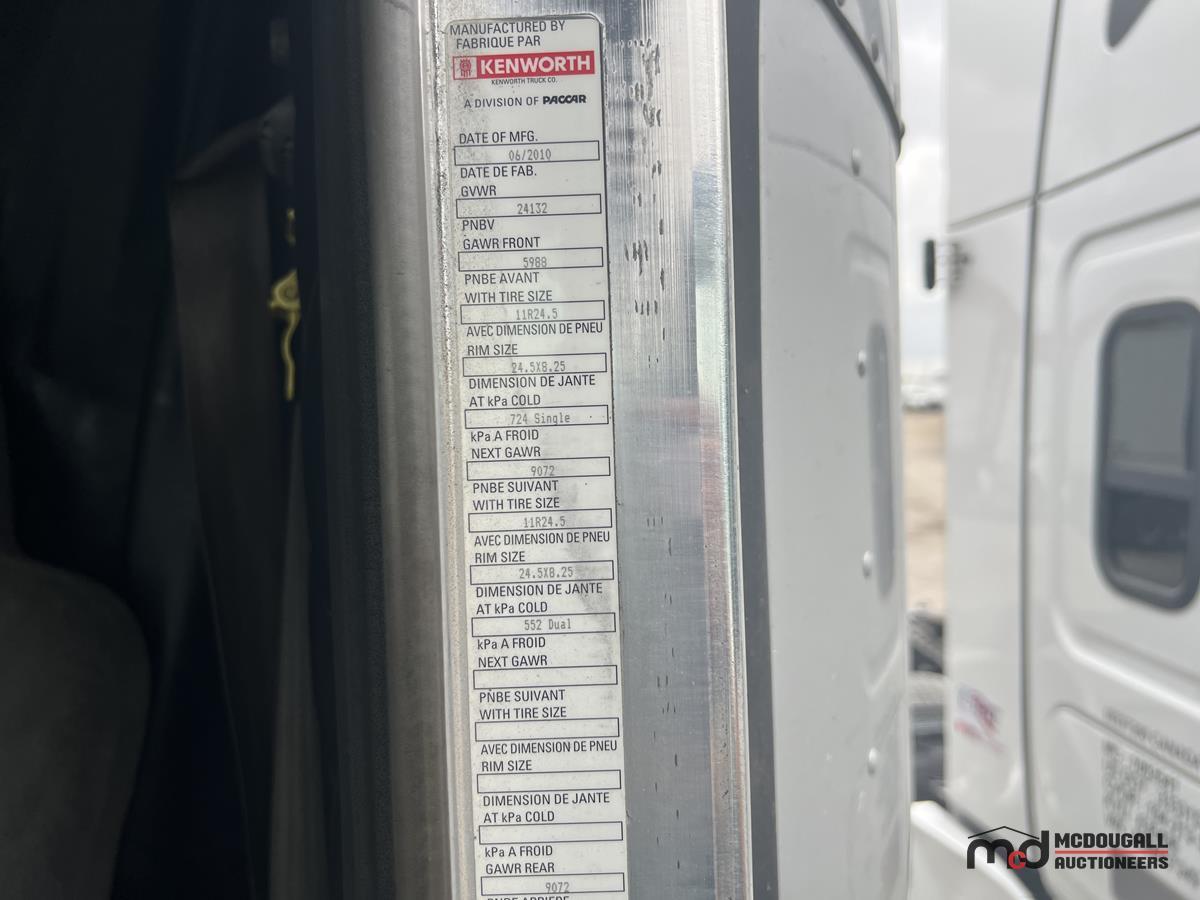 MANUFACTURED BY
FABRIQUE PAR
KENWORTH
KENWORTH TRUCK CO.
A DIVISION OF PACCAR
DATE OF MFG.
06/2010
DATE DE FAB.
GVWR
24132
PNBV
GAWR FRONT
5988
PNBE AVANT
WITH TIRE SIZE
11R24.5
AVEC DIMENSION DE PNEU
RIM SIZE
24.5X8.25
DIMENSION DE JANTE
AT kPa COLD
724 Single
kPa A FROID
NEXT GAWR
9072
PNBE SUIVANT
WITH TIRE SIZE
11R24.5
AVEC DIMENSION DE PNEU
RIM SIZE
24.5X8.25
DIMENSION DE JANTE
AT kPa COLD
552 Dual
kPa A FROID
NEXT GAWR
PNBE SUIVANT
WITH TIRE SIZE
AVEC DIMENSION DE PNEU
RIM SIZE
DIMENSION DE JANTE
AT kPa COLD
kPa A FROID
GAWR REAR
9072
PNBE ARRIERE
mcd MCDOUGALL
AUCTIONEERS